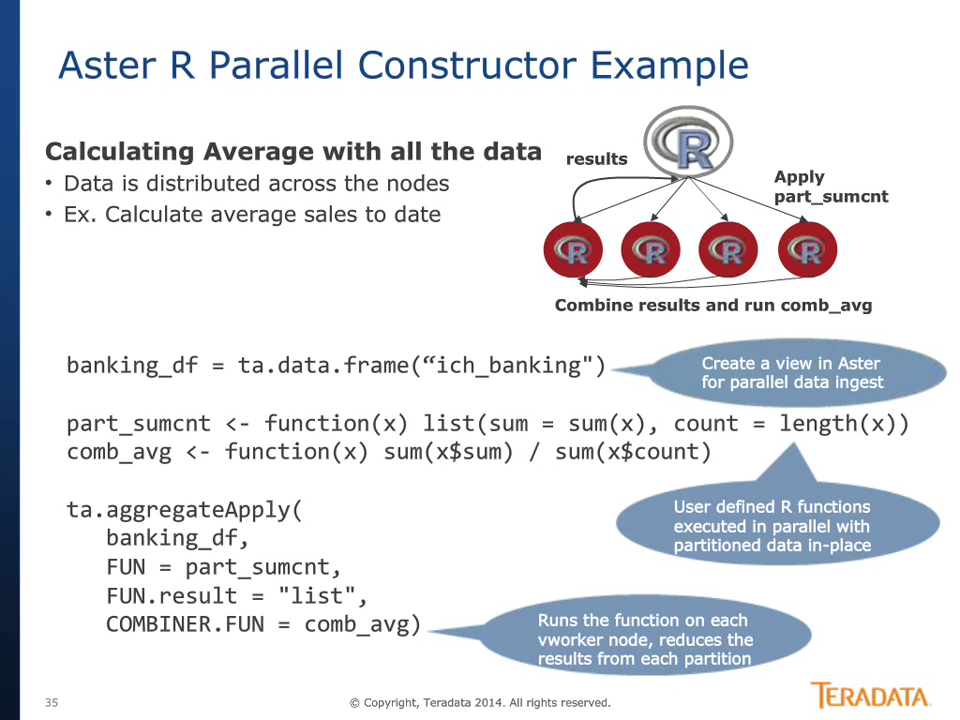 Aster R Parallel Constructor Example
Calculating Average with all the data
• Data is distributed across the nodes
• Ex. Calculate average sales to date
results
R
Apply
part_sumcnt
R R R R
Combine results and run comb_avg
banking_df = ta.data.frame(“ich_banking")
Create a view in Aster
for parallel data ingest
part_sumcnt <- function(x) list(sum = sum(x), count = length(x))
comb_avg <- function(x) sum(x$sum) / sum(x$count)
User defined R functions
executed in parallel with
partitioned data in-place
ta.aggregateApply(
banking_df,
FUN = part_sumcnt,
FUN.result = "list",
COMBINER.FUN = comb_avg)
Runs the function on each
vworker node, reduces the
results from each partition
35
© Copyright, Teradata 2014. All rights reserved.
TERADATA